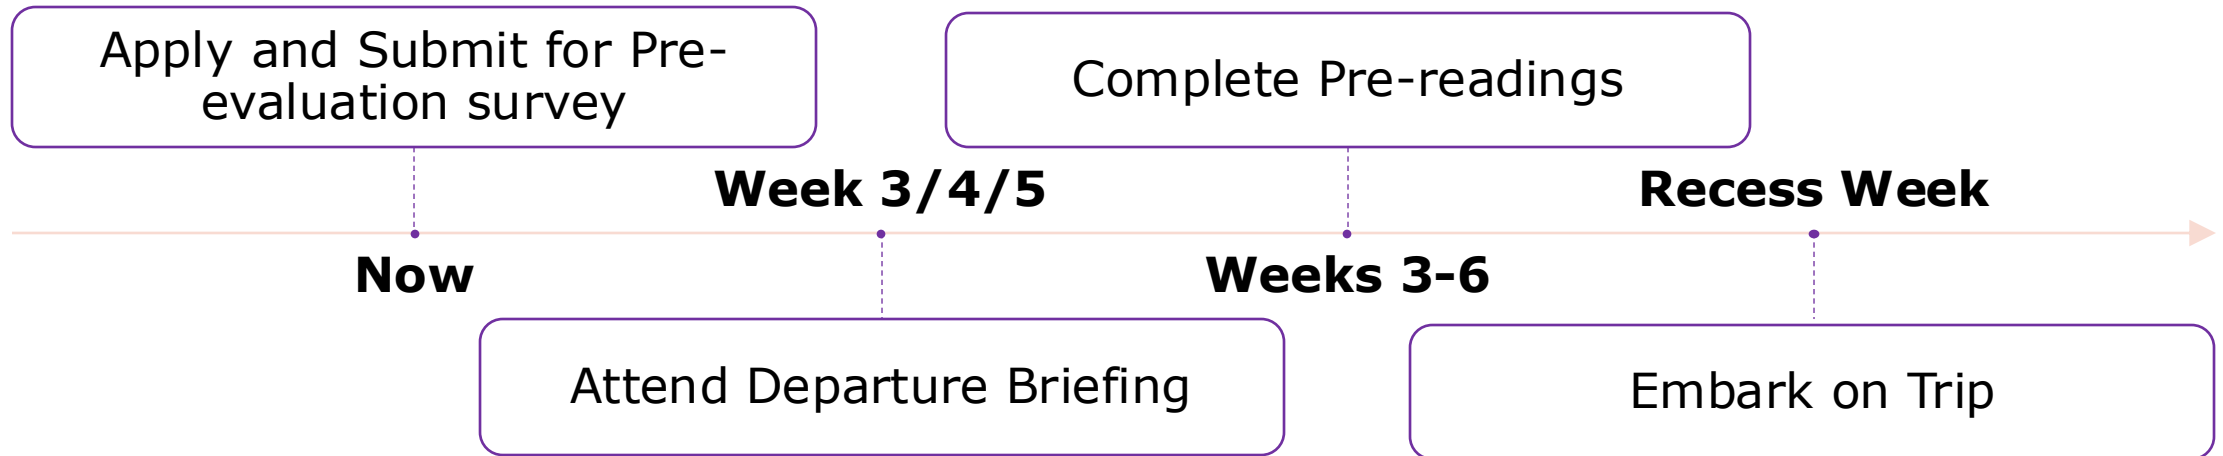 Apply and Submit for Pre-
evaluation survey
Complete Pre-readings
Week 3/4/5
Recess Week
Now
Weeks 3-6
Attend Departure Briefing
Embark on Trip